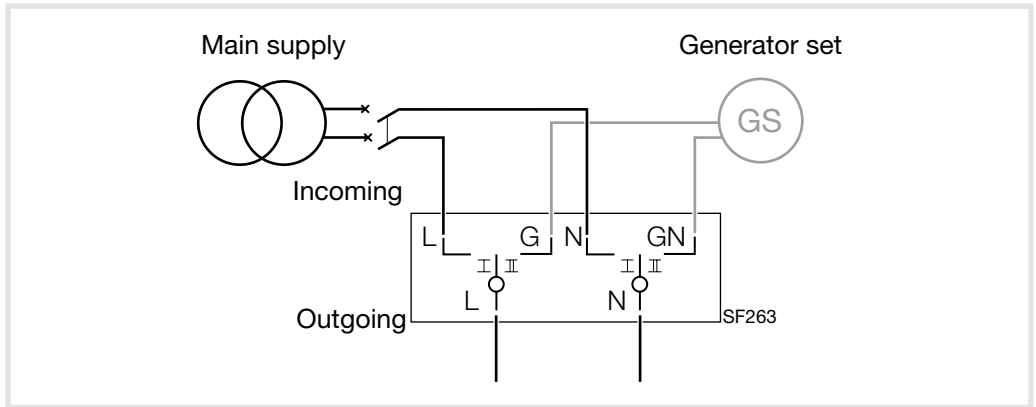 Main supply
Generator set
GS
Incoming
L G N GN
I II I II
L N
Outgoing
SF263